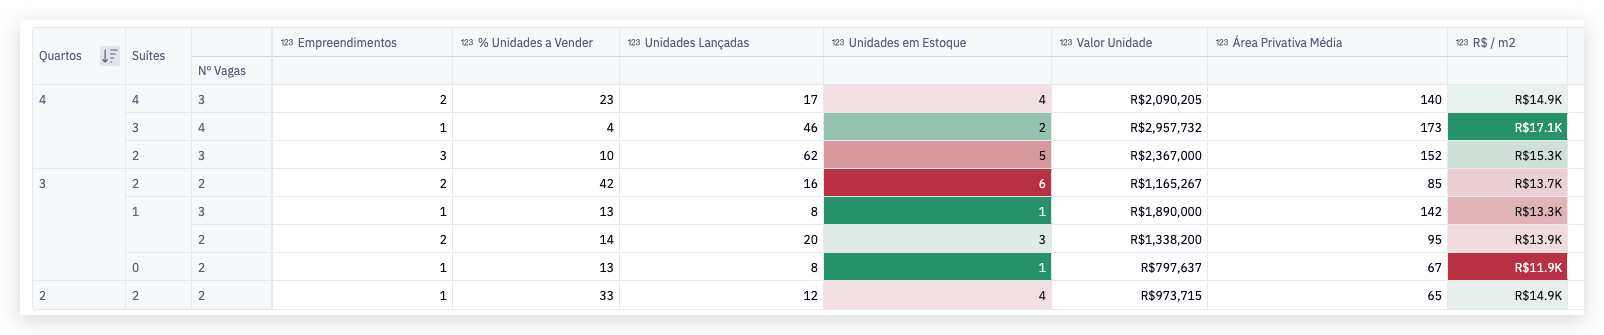 Quartos Suítes 123 Empreendimentos 123 % Unidades a Vender 123 Unidades Lançadas 123 Unidades em Estoque 123 Valor Unidade 123 Área Privativa Média 123 R$ / m2
Nº Vagas
4 4 3 2 23 17 4 R$2,090,205 140 R$14.9K
3 4 1 4 46 2 R$2,957,732 173 R$17.1K
2 3 3 10 62 5 R$2,367,000 152 R$15.3K
3 2 2 2 42 16 6 R$1,165,267 85 R$13.7K
1 3 1 13 8 1 R$1,890,000 142 R$13.3K
2 2 14 20 3 R$1,338,200 95 R$13.9K
0 2 1 13 8 1 R$797,637 67 R$11.9K
2 2 2 1 33 12 4 R$973,715 65 R$14.9K